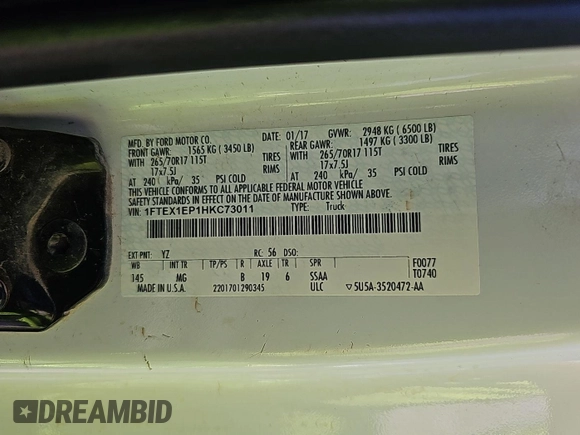 MFD. BY FORD MOTOR CO.
DATE: 01/17 GVWR: 2948 KG ( 6500 LB)
FRONT GAWR: 1565 KG ( 3450 LB) REAR GAWR: 1497 KG ( 3300 LB)
WITH 265/70R17 115T TIRES WITH 265/70R17 115T TIRES
17x7.5J RIMS 17x7.5J RIMS
AT 240 kPa/ 35 PSI COLD AT 240 kPa/ 35 PSI COLD
THIS VEHICLE CONFORMS TO ALL APPLICABLE FEDERAL MOTOR VEHICLE
SAFETY STANDARDS IN EFFECT ON THE DATE OF MANUFACTURE SHOWN ABOVE.
VIN: 1FTEX1EP1HKC73011 TYPE: Truck
EXT PNT: YZ RC: 56 DSO:
WB INT TR TP/PS R AXLE TR SPR F0077
145 MG B 19 6 SSAA T0740
MADE IN U.S.A. 2201701290345 ULC ▽5U5A-3520472-AA
DREAMBID